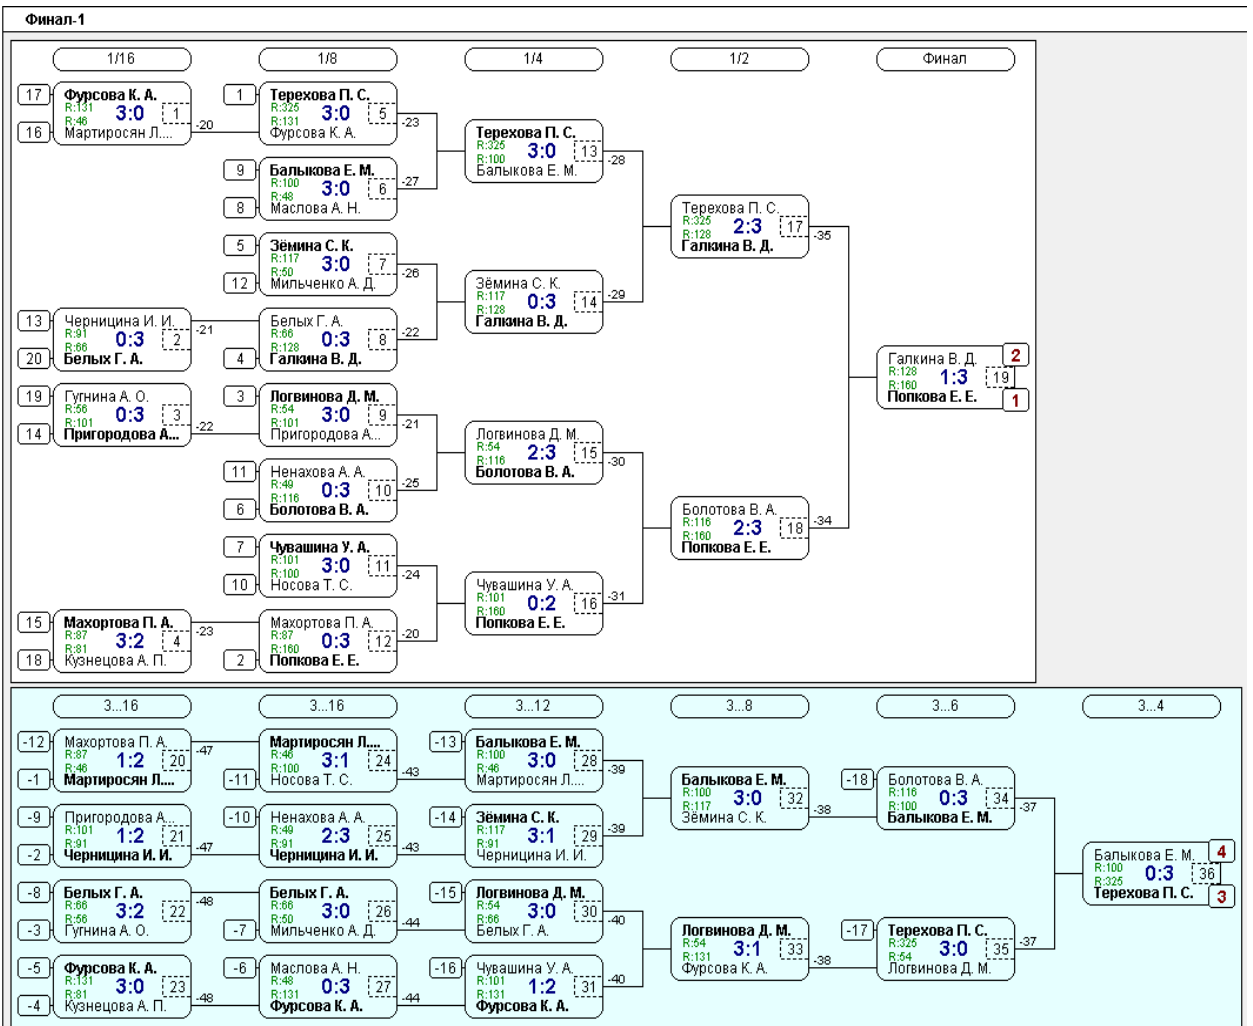 Финал-1
1/16
1/8
1/4
1/2
Финал
17
Фурсова К. А.
R:131
R:46
3:0
1
16
Мартиросян Л....
-20
13
Черницина И. И.
R:91
R:66
0:3
2
20
Белых Г. А.
-21
19
Гугнина А. О.
R:56
R:101
0:3
3
14
Пригородова А...
-22
15
Махортова П. А.
R:87
R:81
3:2
4
18
Кузнецова А. П.
-23
1
Терехова П. С.
R:325
R:131
3:0
5
Фурсова К. А.
-23
9
Балыкова Е. М.
R:100
R:48
3:0
6
8
Маслова А. Н.
-27
5
Зёмина С. К.
R:117
R:50
3:0
7
12
Мильченко А. Д.
-26
Белых Г. А.
R:66
R:128
0:3
8
4
Галкина В. Д.
-22
3
Логвинова Д. М.
R:54
R:101
3:0
9
Пригородова А...
-21
11
Ненахова А. А.
R:49
R:116
0:3
10
6
Болотова В. А.
-25
7
Чувашина У. А.
R:101
R:100
3:0
11
10
Носова Т. С.
-24
Махортова П. А.
R:87
R:160
0:3
12
2
Попкова Е. Е.
-20
Терехова П. С.
R:325
R:100
3:0
13
Балыкова Е. М.
-28
Зёмина С. К.
R:117
R:128
0:3
14
Галкина В. Д.
-29
Логвинова Д. М.
R:54
R:116
2:3
15
Болотова В. А.
-30
Чувашина У. А.
R:101
R:160
0:2
16
Попкова Е. Е.
-31
Терехова П. С.
R:325
R:128
2:3
17
Галкина В. Д.
-35
Болотова В. А.
R:116
R:160
2:3
18
Попкова Е. Е.
-34
Галкина В. Д.
2
R:128
R:160
1:3
19
Попкова Е. Е.
1
3...16
3...16
3...12
3...8
3...6
3...4
-12
Махортова П. А.
R:87
R:46
1:2
20
-1
Мартиросян Л....
-47
-9
Пригородова А...
R:101
R:91
1:2
21
-2
Черницина И. И.
-47
-8
Белых Г. А.
R:66
R:56
3:2
22
-3
Гугнина А. О.
-48
-5
Фурсова К. А.
R:131
R:81
3:0
23
-4
Кузнецова А. П.
-48
Мартиросян Л....
R:46
R:100
3:1
24
-11
Носова Т. С.
-43
-10
Ненахова А. А.
R:49
R:91
2:3
25
Черницина И. И.
-43
Белых Г. А.
R:66
R:50
3:0
26
-7
Мильченко А. Д.
-44
-6
Маслова А. Н.
R:48
R:131
0:3
27
Фурсова К. А.
-44
-13
Балыкова Е. М.
R:100
R:46
3:0
28
Мартиросян Л....
-39
-14
Зёмина С. К.
R:117
R:91
3:1
29
Черницина И. И.
-39
-15
Логвинова Д. М.
R:54
R:66
3:0
30
Белых Г. А.
-40
-16
Чувашина У. А.
R:101
R:131
1:2
31
Фурсова К. А.
-40
Балыкова Е. М.
R:100
R:117
3:0
32
Зёмина С. К.
-38
Логвинова Д. М.
R:54
R:131
3:1
33
Фурсова К. А.
-38
-18
Болотова В. А.
R:116
R:100
0:3
34
Балыкова Е. М.
-37
-17
Терехова П. С.
R:325
R:54
3:0
35
Логвинова Д. М.
-37
Балыкова Е. М.
4
R:100
R:325
0:3
36
Терехова П. С.
3